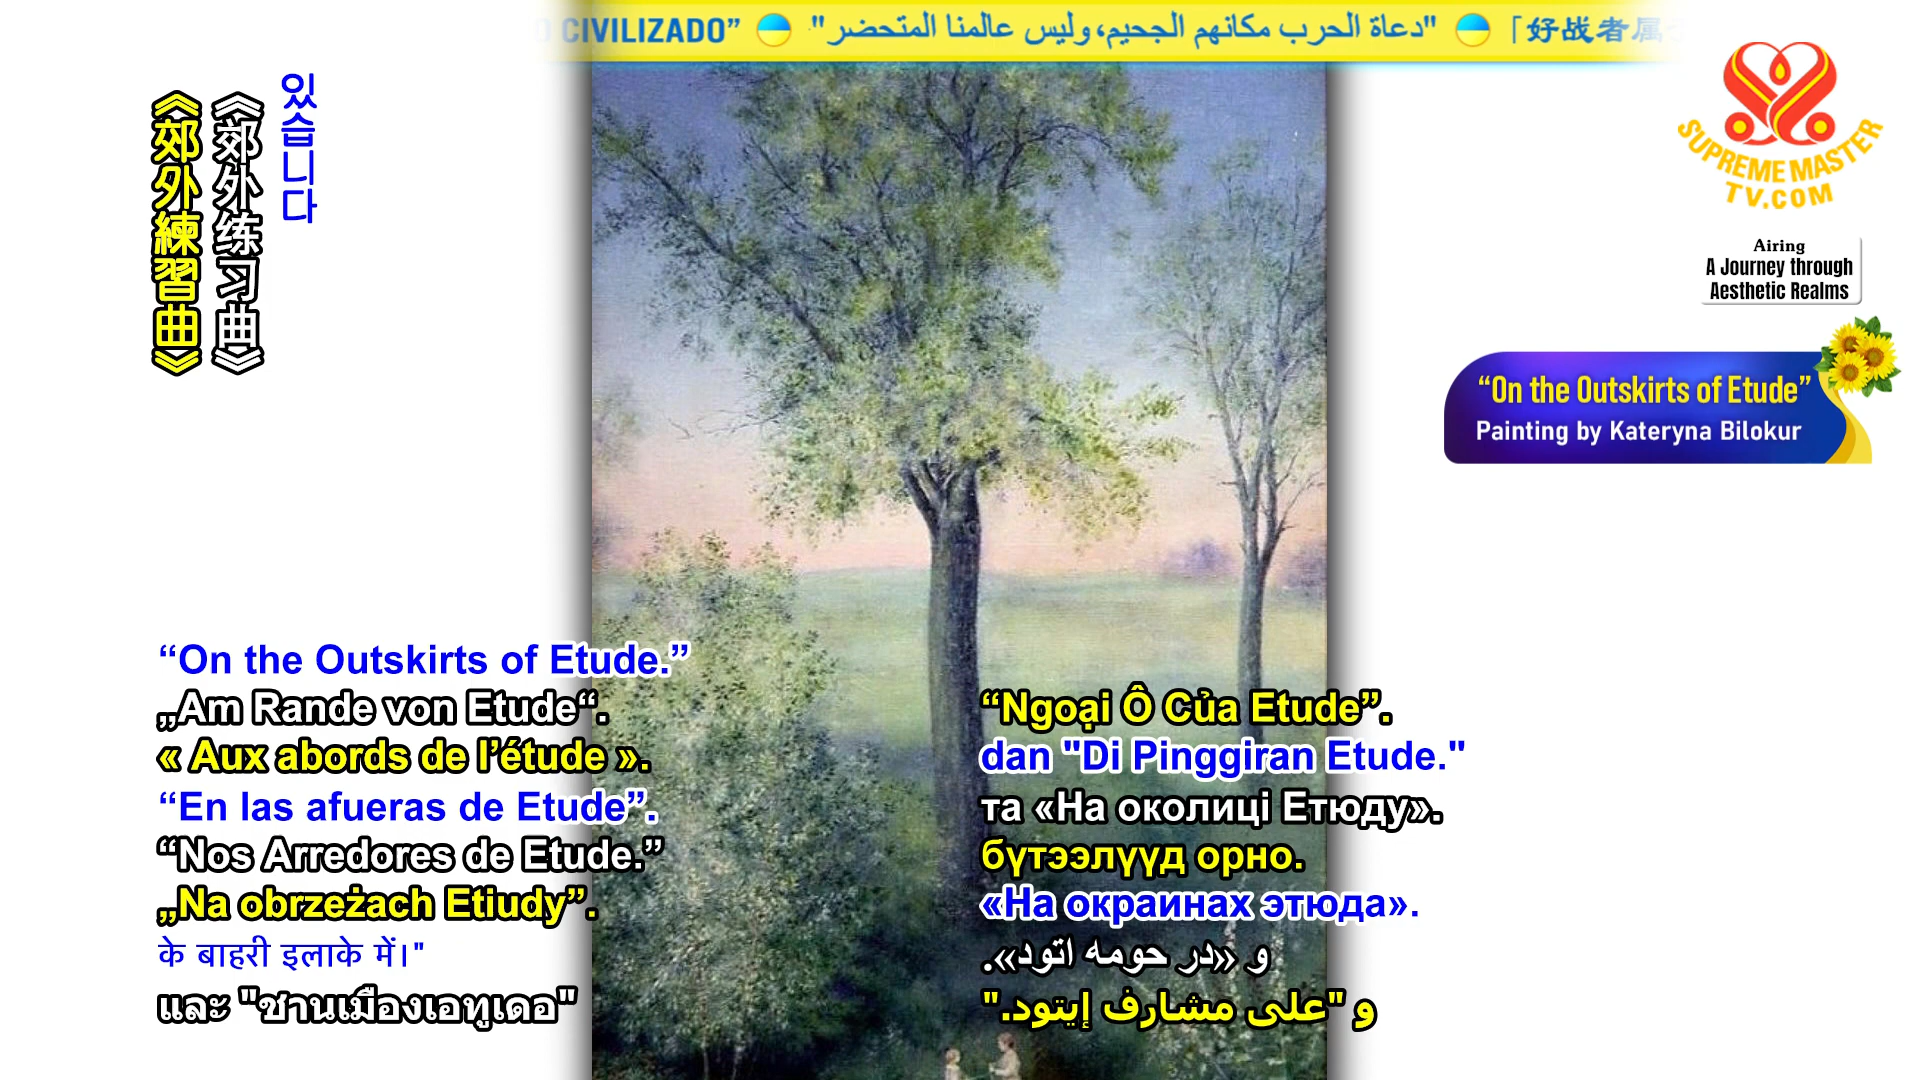 CIVILIZADO” "دعاة الحرب مكانهم الجحيم، وليس عالمنا المتحضر" 「好战者属
SUPREME MASTER
TV.COM
Airing
A Journey through
Aesthetic Realms
“On the Outskirts of Etude”
Painting by Kateryna Bilokur
있습니다
《郊外练习曲》
《郊外練習曲》
“On the Outskirts of Etude.”
„Am Rande von Etude“.
« Aux abords de l’étude ».
“En las afueras de Etude”.
“Nos Arredores de Etude.”
„Na obrzeżach Etiudy”.
के बाहरी इलाके में।"
และ "ชานเมืองเอทูเดอ"
“Ngoại Ô Của Etude”.
dan "Di Pinggiran Etude."
та «На околиці Етюду».
бүтээлүүд орно.
«На окраинах этюда».
و «در حومه اتود».
و "على مشارف إيتود."